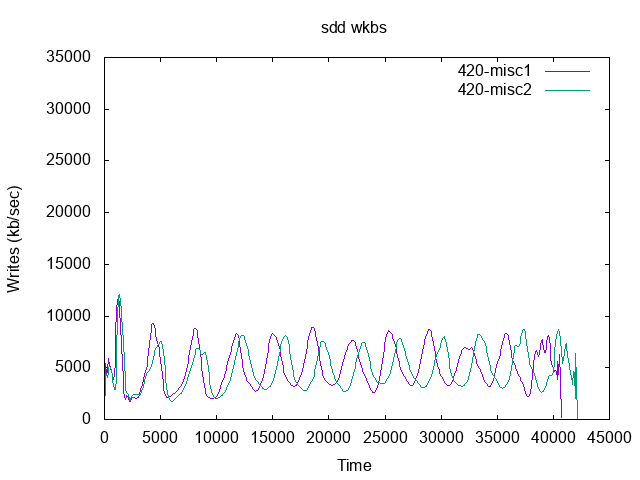 sdd wkbs
35000
30000
25000
20000
15000
10000
5000
0
Writes (kb/sec)
420-misc1
420-misc2
0 5000 10000 15000 20000 25000 30000 35000 40000 45000
Time